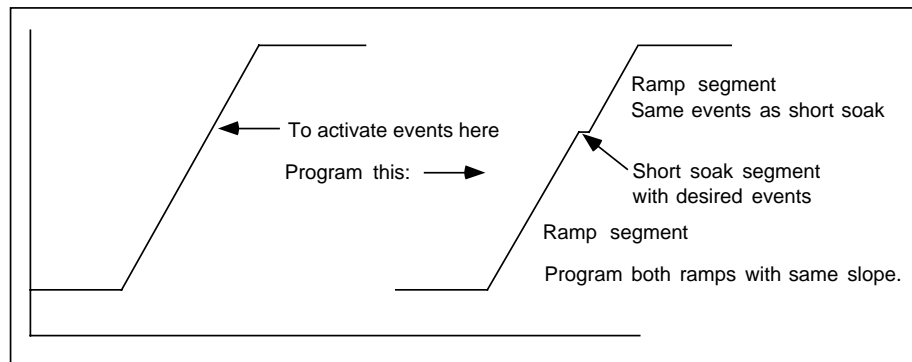 To activate events here
Program this:
Ramp segment
Same events as short soak
Short soak segment
with desired events
Ramp segment
Program both ramps with same slope.